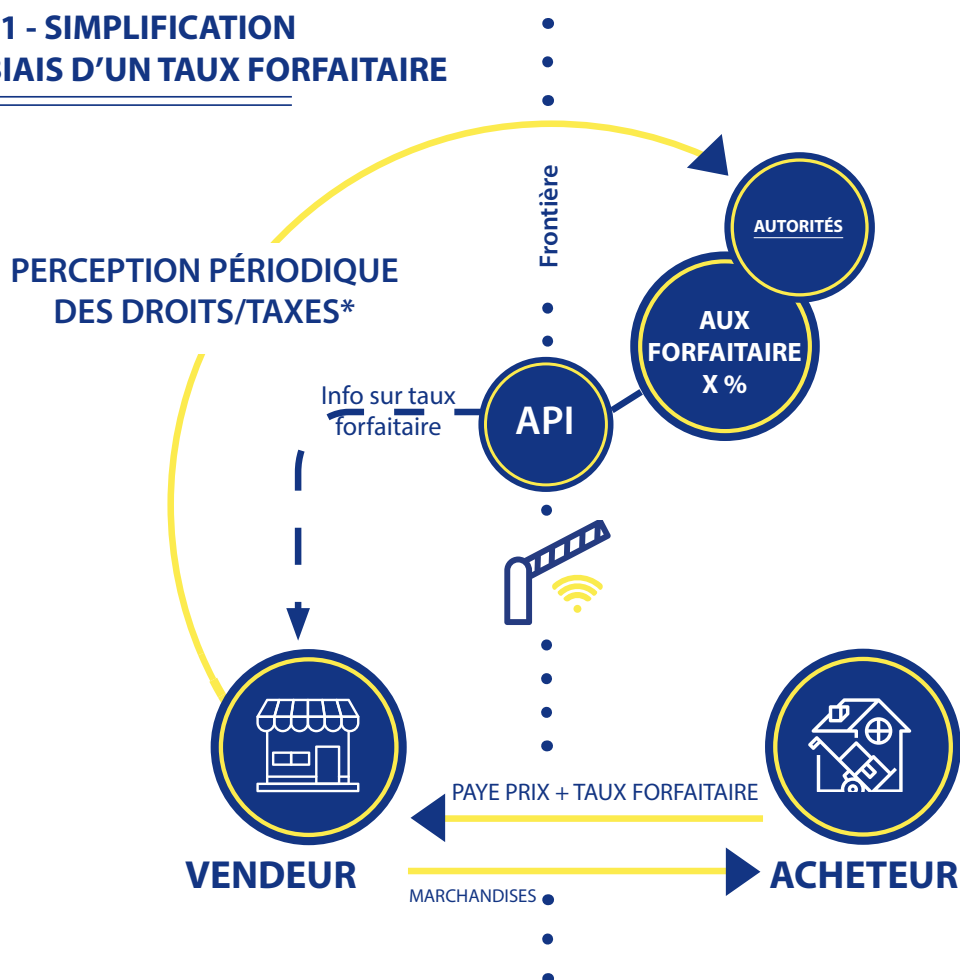 1 - SIMPLIFICATION
BIAIS D'UN TAUX FORFAITAIRE
Frontière
AUTORITÉS
PERCEPTION PÉRIODIQUE
DES DROITS/TAXES*
AUX
FORFAITAIRE
X %
Info sur taux
forfaitaire
API
PAYE PRIX + TAUX FORFAITAIRE
VENDEUR
ACHETEUR
MARCHANDISES